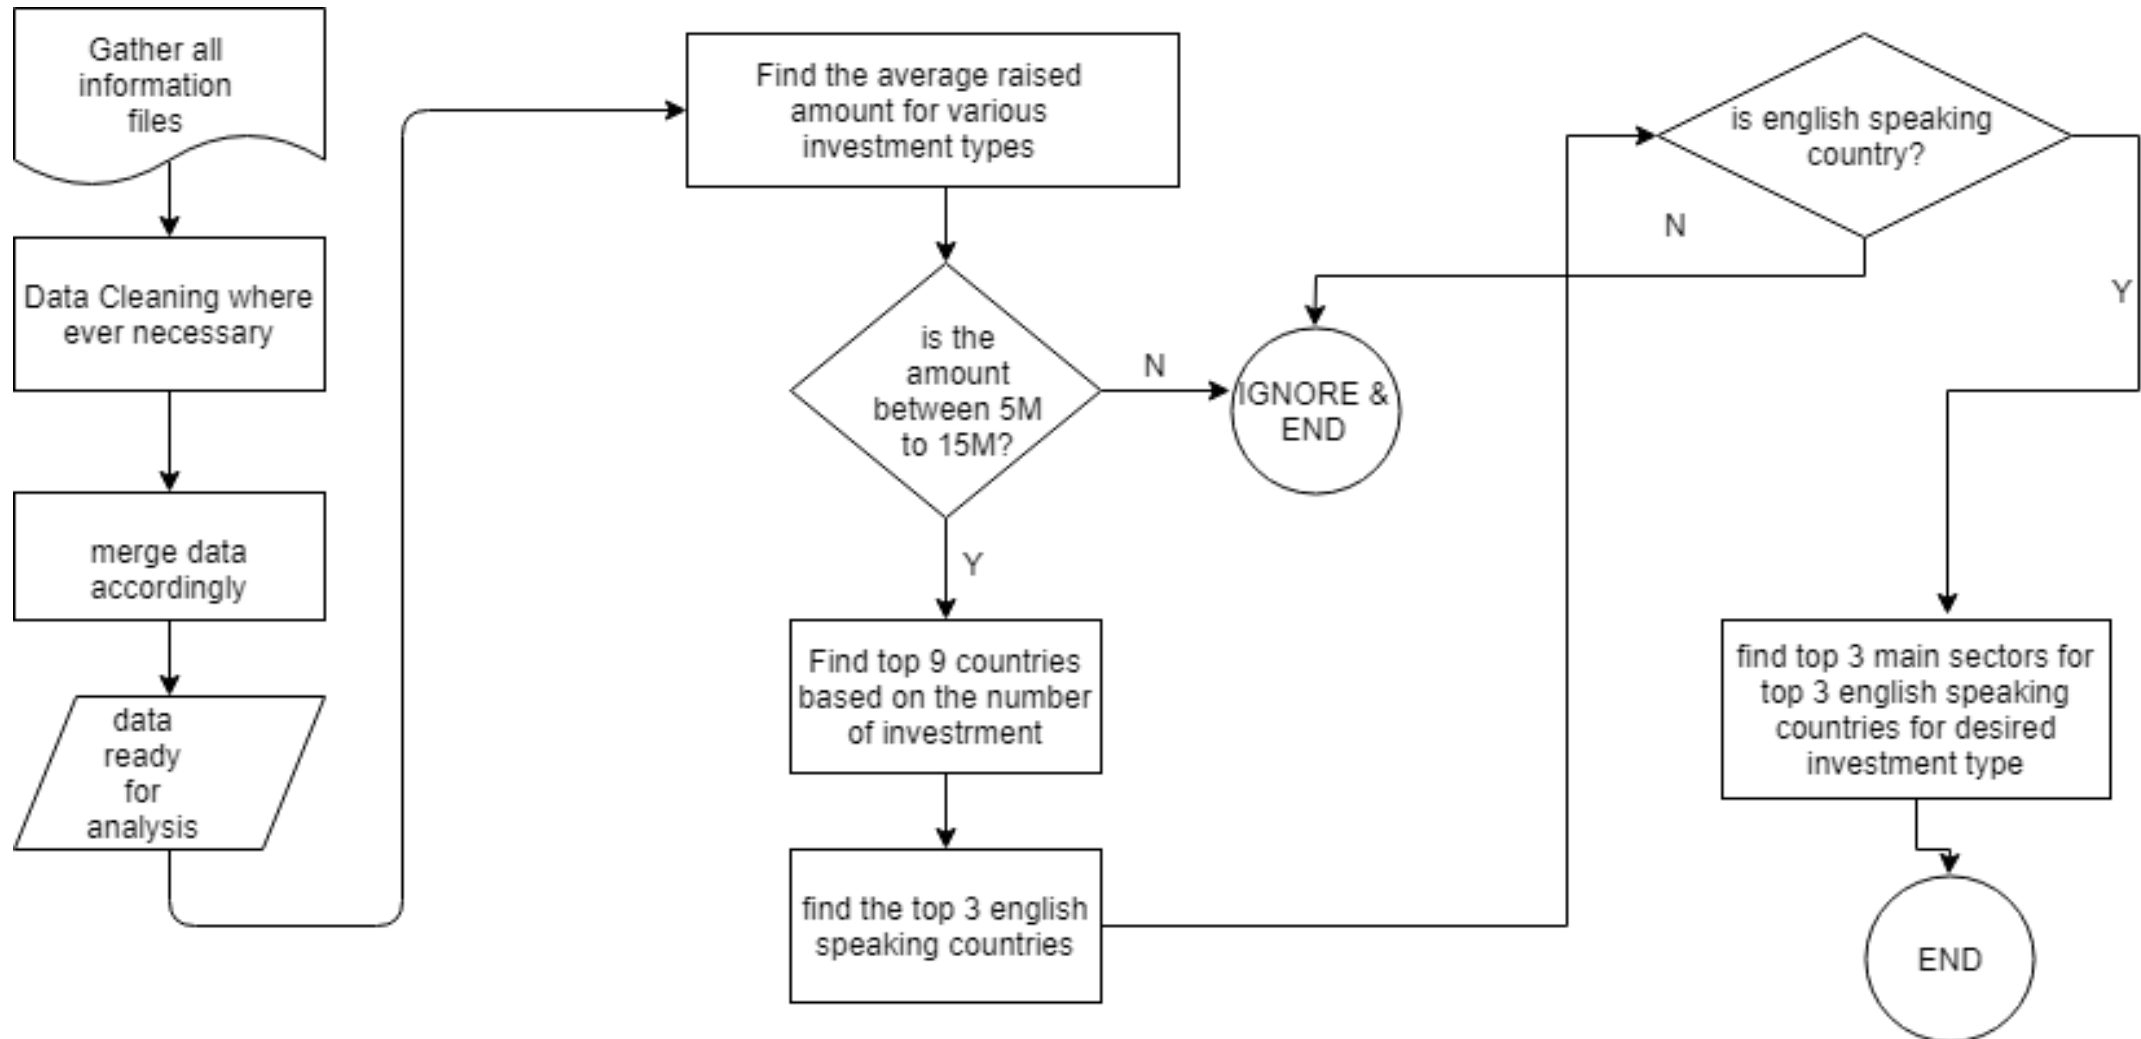 Gather all
information
files
Data Cleaning where
ever necessary
merge data
accordingly
data
ready
for
analysis
Find the average raised
amount for various
investment types
is the
amount
between 5M
to 15M?
N
IGNORE &
END
Y
Find top 9 countries
based on the number
of investrment
find the top 3 english
speaking countries
is english speaking
country?
N
Y
find top 3 main sectors for
top 3 english speaking
countries for desired
investment type
END